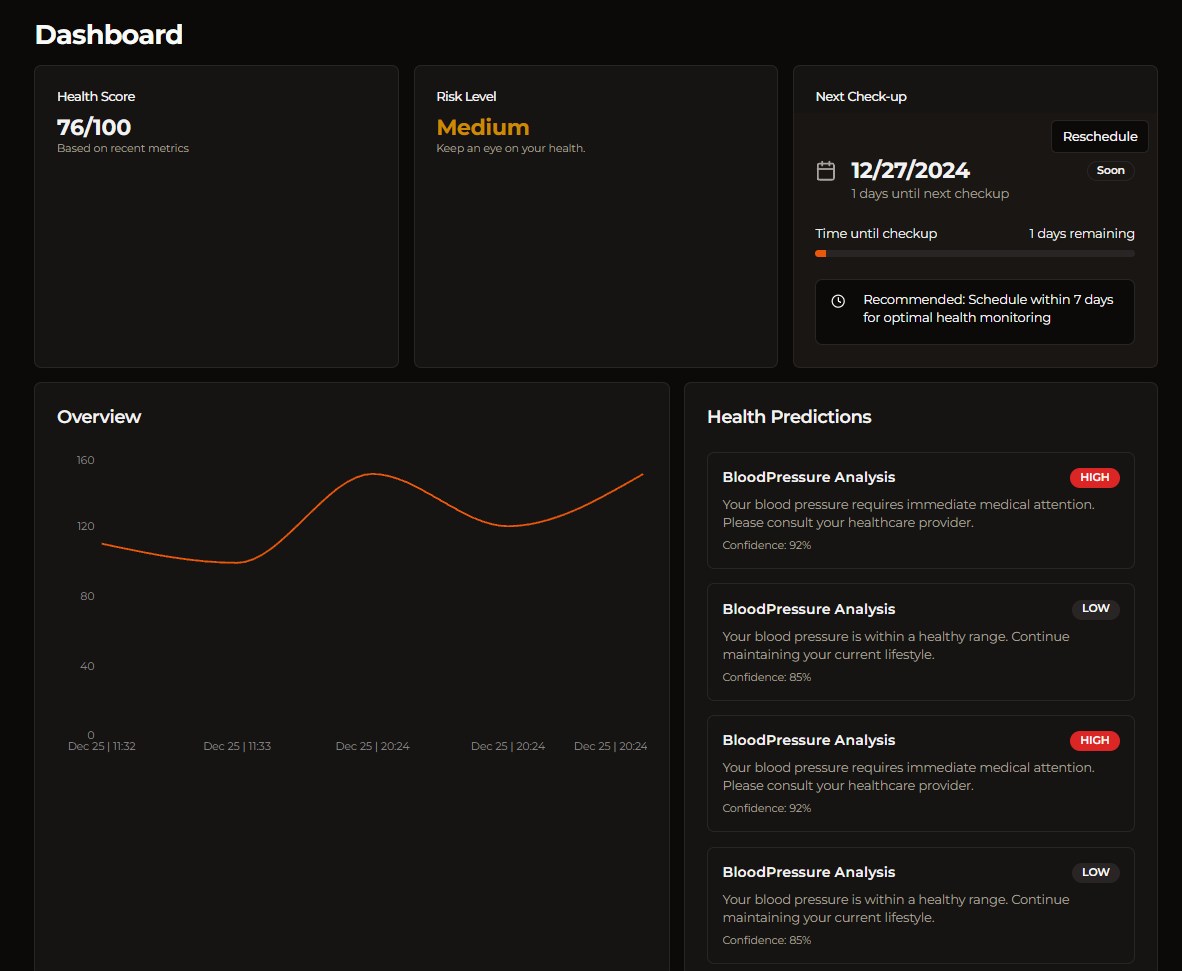 Dashboard
Health Score
76/100
Based on recent metrics
Risk Level
Medium
Keep an eye on your health.
Next Check-up
Reschedule
12/27/2024
Soon
1 days until next checkup
Time until checkup
1 days remaining
Recommended: Schedule within 7 days
for optimal health monitoring
Overview
160
120
80
40
0
Dec 25 | 11:32
Dec 25 | 11:33
Dec 25 | 20:24
Dec 25 | 20:24
Dec 25 | 20:24
Health Predictions
BloodPressure Analysis
HIGH
Your blood pressure requires immediate medical attention.
Please consult your healthcare provider.
Confidence: 92%
BloodPressure Analysis
LOW
Your blood pressure is within a healthy range. Continue
maintaining your current lifestyle.
Confidence: 85%
BloodPressure Analysis
HIGH
Your blood pressure requires immediate medical attention.
Please consult your healthcare provider.
Confidence: 92%
BloodPressure Analysis
LOW
Your blood pressure is within a healthy range. Continue
maintaining your current lifestyle.
Confidence: 85%